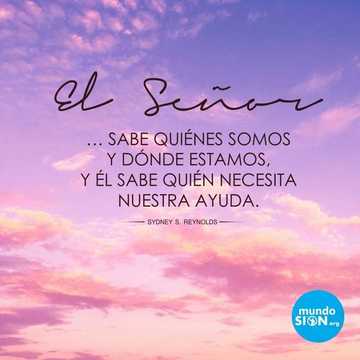 El Señor
... SABE QUIÉNES SOMOS
Y DÓNDE ESTAMOS,
Y ÉL SABE QUIÉN NECESITA
NUESTRA AYUDA.
SYDNEY S. REYNOLDS
mundo
SION.org